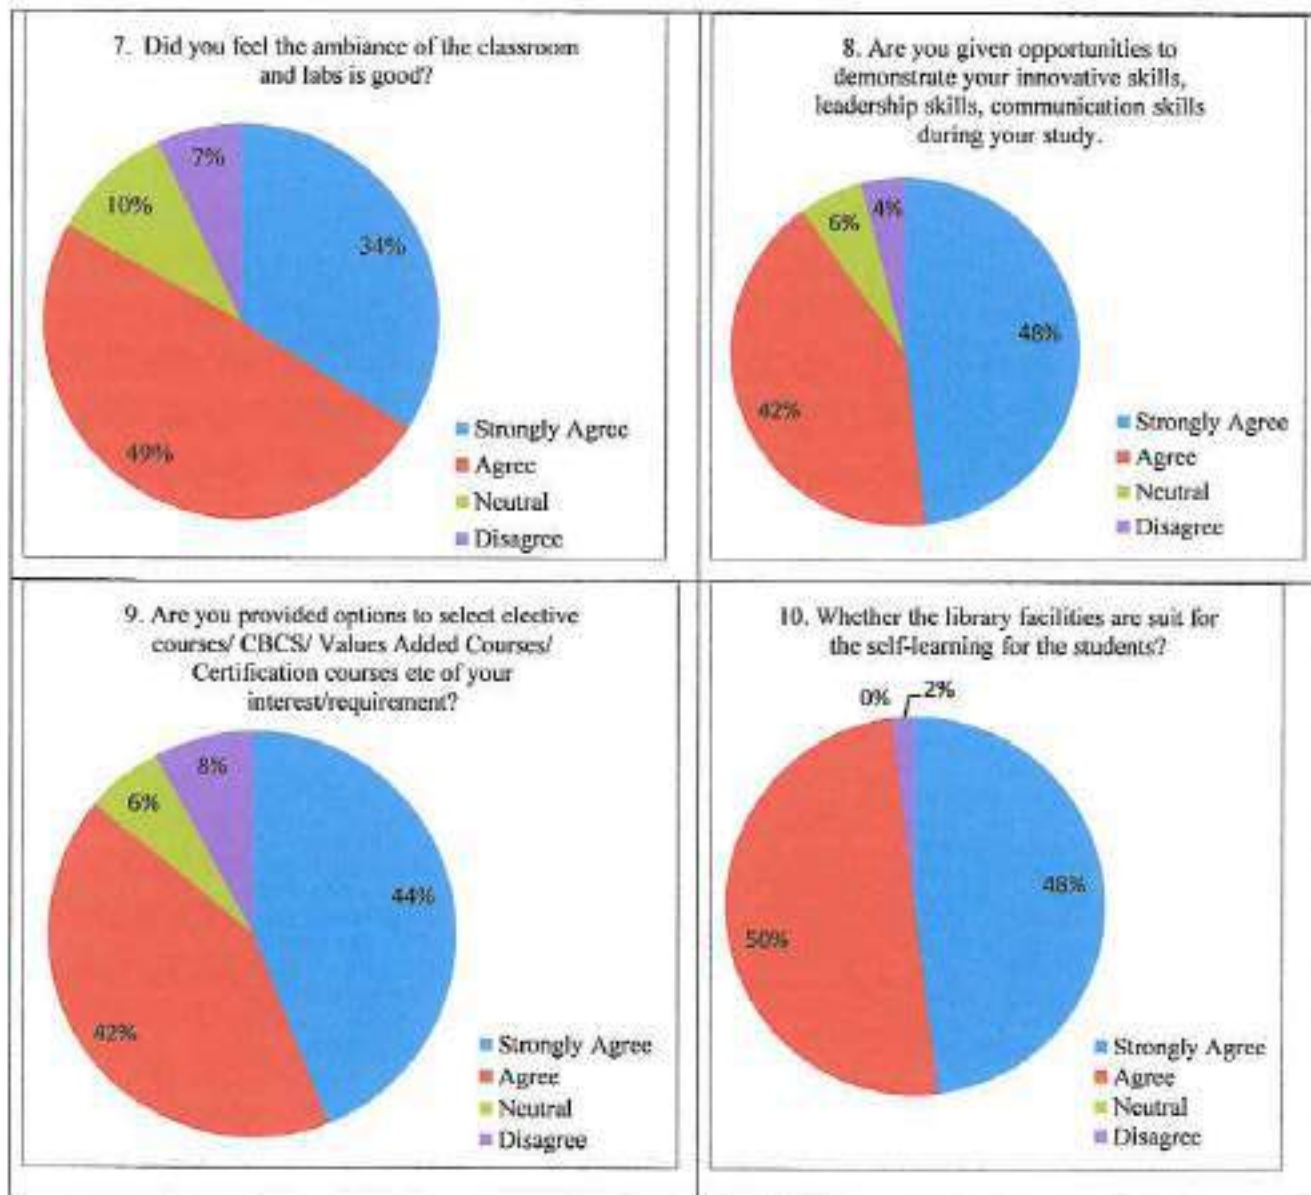 7. Did you feel the ambiance of the classroom
and labs is good?
7%
10%
34%
49%
Strongly Agree
Agree
Neutral
Disagree
8. Are you given opportunities to
demonstrate your innovative skills,
leadership skills, communication skills
during your study.
4%
6%
48%
42%
Strongly Agree
Agree
Neutral
Disagree
9. Are you provided options to select elective
courses/ CBCS/ Values Added Courses/
Certification courses etc of your
interest/requirement?
8%
6%
44%
42%
Strongly Agree
Agree
Neutral
Disagree
10. Whether the library facilities are suit for
the self-learning for the students?
0% 2%
48%
50%
Strongly Agree
Agree
Neutral
Disagree